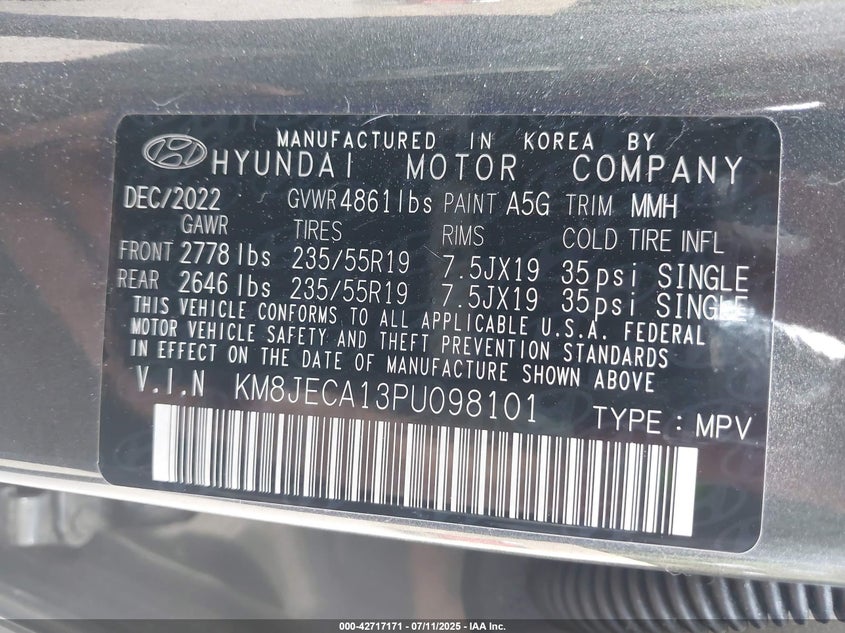 MANUFACTURED IN KOREA BY
HYUNDAI MOTOR COMPANY
DEC/2022 GVWR 4861 lbs PAINT A5G TRIM MMH
GAWR TIRES RIMS COLD TIRE INFL
FRONT 2778 lbs 235/55R19 7.5JX19 35psi SINGLE
REAR 2646 lbs 235/55R19 7.5JX19 35psi SINGLE
THIS VEHICLE CONFORMS TO ALL APPLICABLE U.S.A. FEDERAL
MOTOR VEHICLE SAFETY AND THEFT PREVENTION STANDARDS
IN EFFECT ON THE DATE OF MANUFACTURE SHOWN ABOVE
V.I.N KM8JECA13PU098101 TYPE : MPV
000-42717171 | 07/11/2025 | IAA Inc.